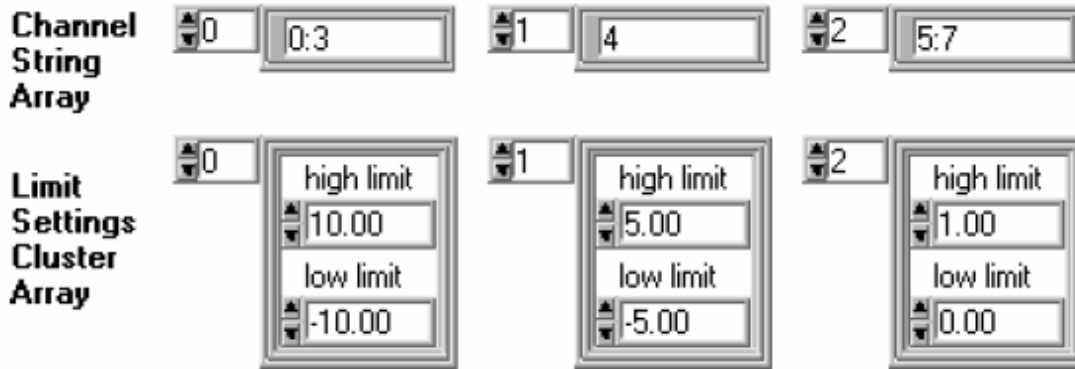 Channel
String
Array
0 0:3 1 4 2 5:7
Limit
Settings
Cluster
Array
0 1 2
high limit high limit high limit
10.00 5.00 1.00
low limit low limit low limit
-10.00 -5.00 0.00